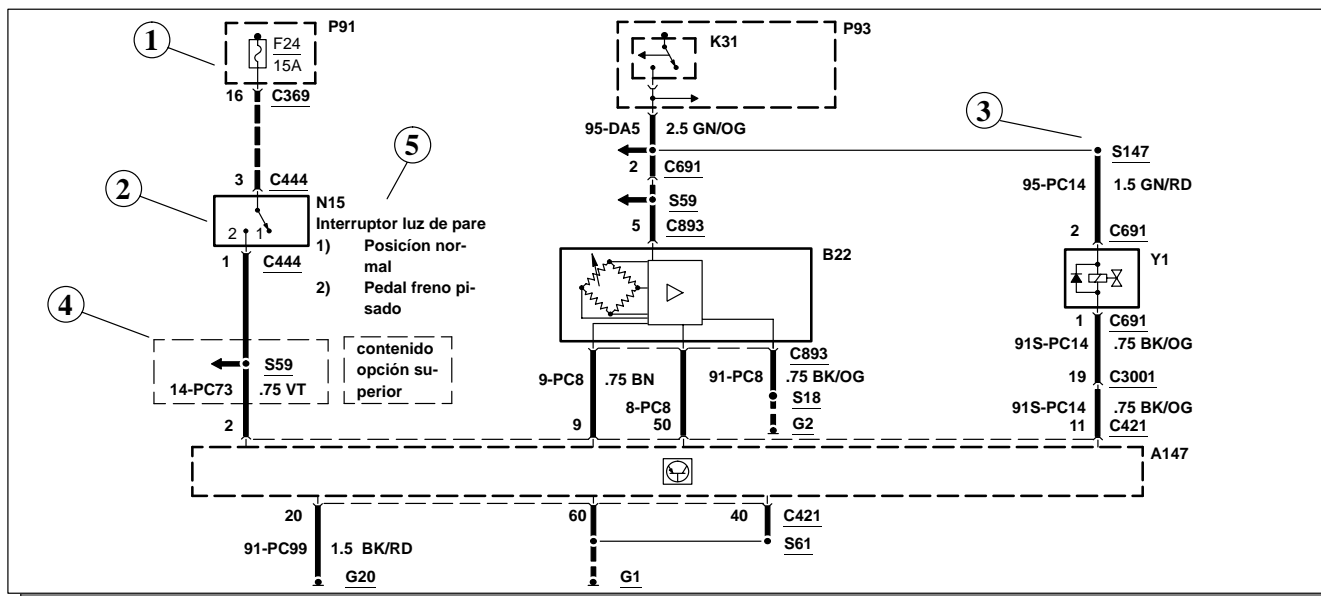 P91
F24
15A
1
16 C369
3 C444
2
N15
Interruptor luz de pare
1) Posicíon nor-
mal
2) Pedal freno pi-
sado
5
2 1
1 C444
4
S59
14-PC73 .75 VT
contenido
opción su-
perior
2
P93
K31
95-DA5 2.5 GN/OG
2 C691
S59
5 C893
B22
C893
9-PC8 .75 BN
8-PC8
91-PC8 .75 BK/OG
S18
G2
9 50
3
S147
95-PC14 1.5 GN/RD
2 C691
Y1
1 C691
91S-PC14 .75 BK/OG
19 C3001
91S-PC14 .75 BK/OG
11 C421
A147
20 60 40 C421
S61
91-PC99 1.5 BK/RD
G20 G1